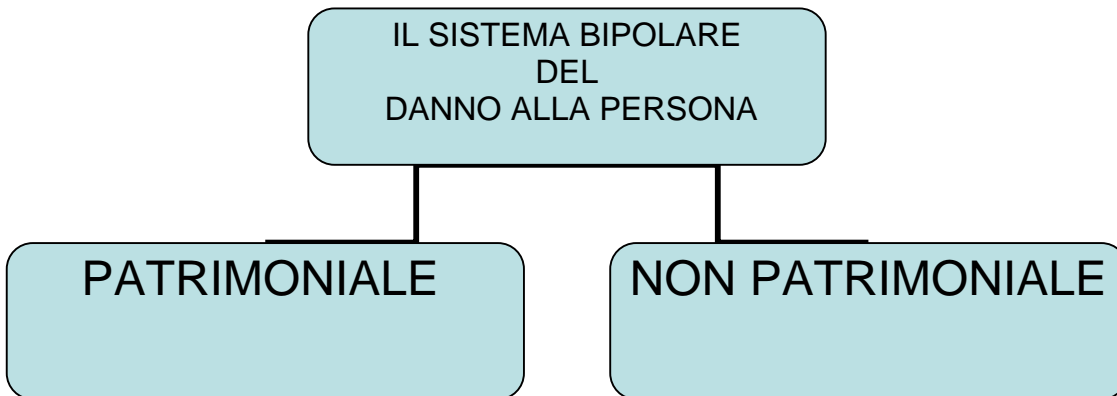 IL SISTEMA BIPOLARE
DEL
DANNO ALLA PERSONA
PATRIMONIALE
NON PATRIMONIALE